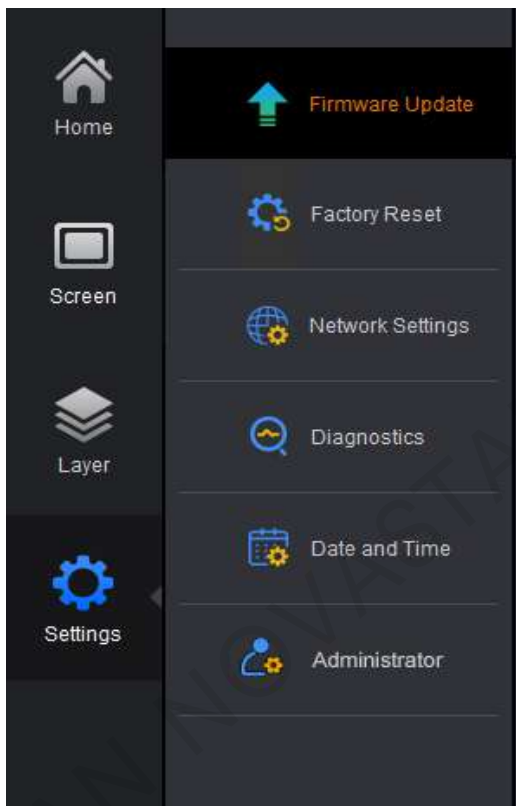 Home
Screen
Layer
Settings
Firmware Update
Factory Reset
Network Settings
Diagnostics
Date and Time
Administrator